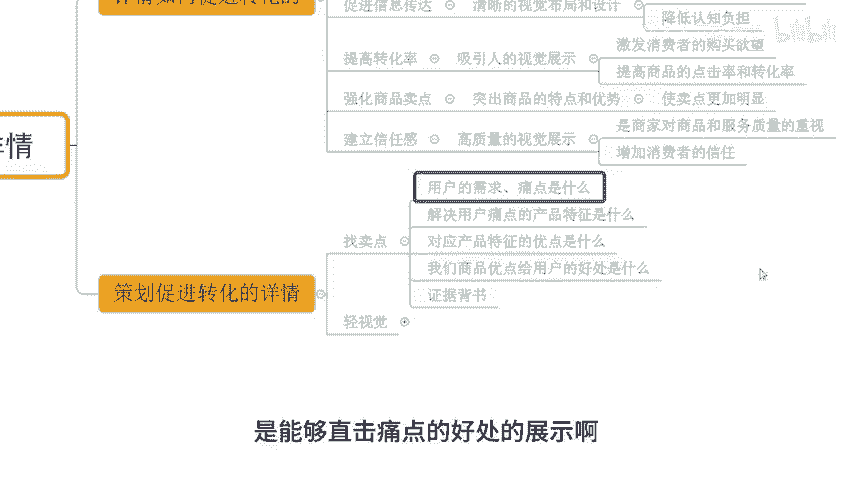 详情如何促进转化的
促进信息传达 清晰的视觉布局和设计
降低认知负担
bilibili
提高转化率 吸引人的视觉展示
激发消费者的购买欲望
提高商品的点击率和转化率
强化商品卖点 突出商品的特点和优势 使卖点更加明显
建立信任感 高质量的视觉展示
是商家对商品和服务质量的重视
增加消费者的信任
详情
用户的需求、痛点是什么
解决用户痛点的产品特征是什么
找卖点 对应产品特征的优点是什么
我们商品优点给用户的好处是什么
证据背书
策划促进转化的详情
轻视觉
是能够直击痛点的好处的展示啊